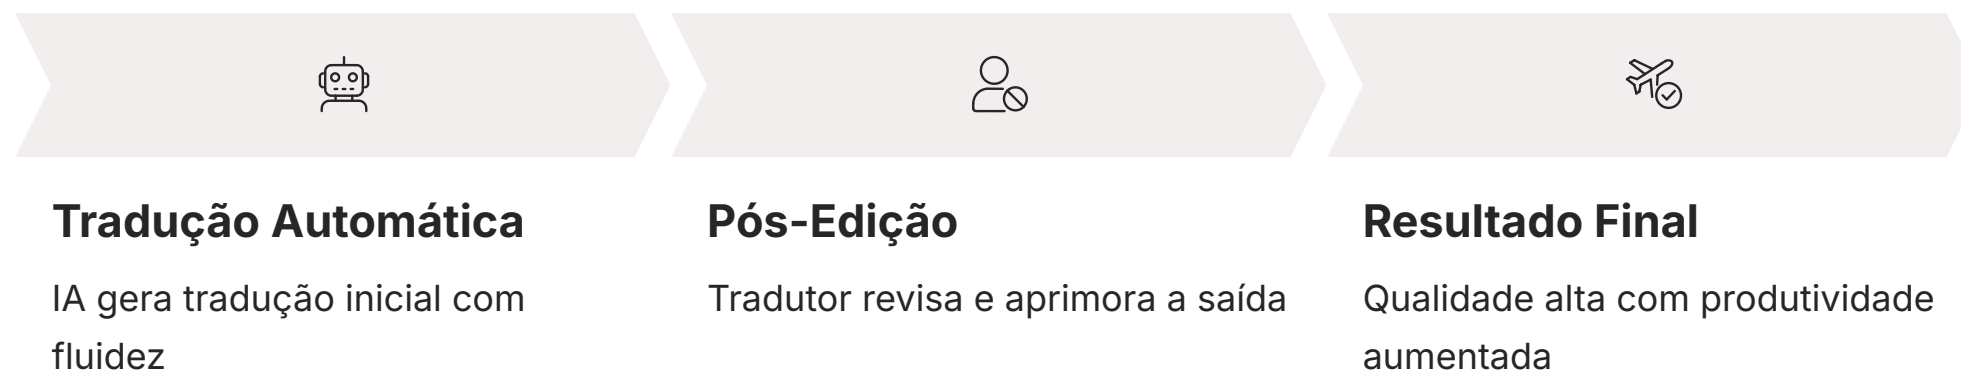 Tradução Automática
IA gera tradução inicial com
fluidez
Pós-Edição
Tradutor revisa e aprimora a saída
Resultado Final
Qualidade alta com produtividade
aumentada